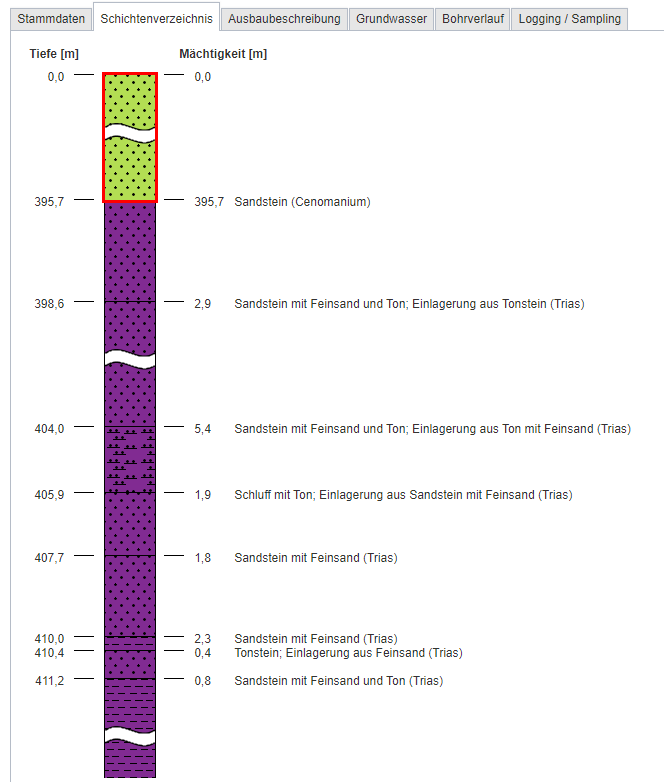 Stammdaten Schichtenverzeichnis Ausbaubeschreibung Grundwasser Bohrverlauf Logging / Sampling
Tiefe [m] Mächtigkeit [m]
0,0 0,0
395,7 395,7 Sandstein (Cenomanium)
398,6 2,9 Sandstein mit Feinsand und Ton; Einlagerung aus Tonstein (Trias)
404,0 5,4 Sandstein mit Feinsand und Ton; Einlagerung aus Ton mit Feinsand (Trias)
405,9 1,9 Schluff mit Ton; Einlagerung aus Sandstein mit Feinsand (Trias)
407,7 1,8 Sandstein mit Feinsand (Trias)
410,0 2,3 Sandstein mit Feinsand (Trias)
410,4 0,4 Tonstein; Einlagerung aus Feinsand (Trias)
411,2 0,8 Sandstein mit Feinsand und Ton (Trias)